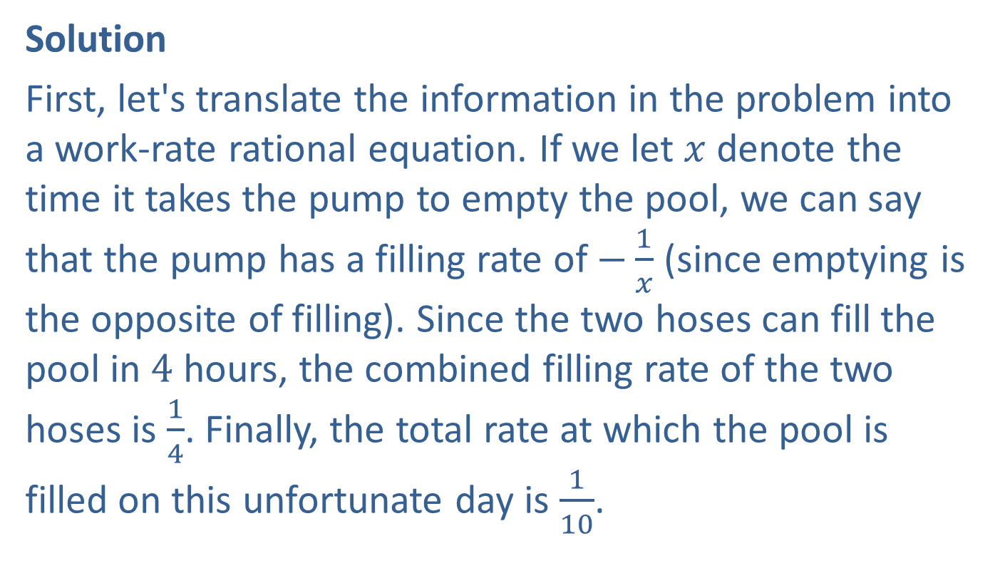 Solution
First, let's translate the information in the problem into
a work-rate rational equation. If we let x denote the
time it takes the pump to empty the pool, we can say
that the pump has a filling rate of − 1/x (since emptying is
the opposite of filling). Since the two hoses can fill the
pool in 4 hours, the combined filling rate of the two
hoses is 1/4. Finally, the total rate at which the pool is
filled on this unfortunate day is 1/10.